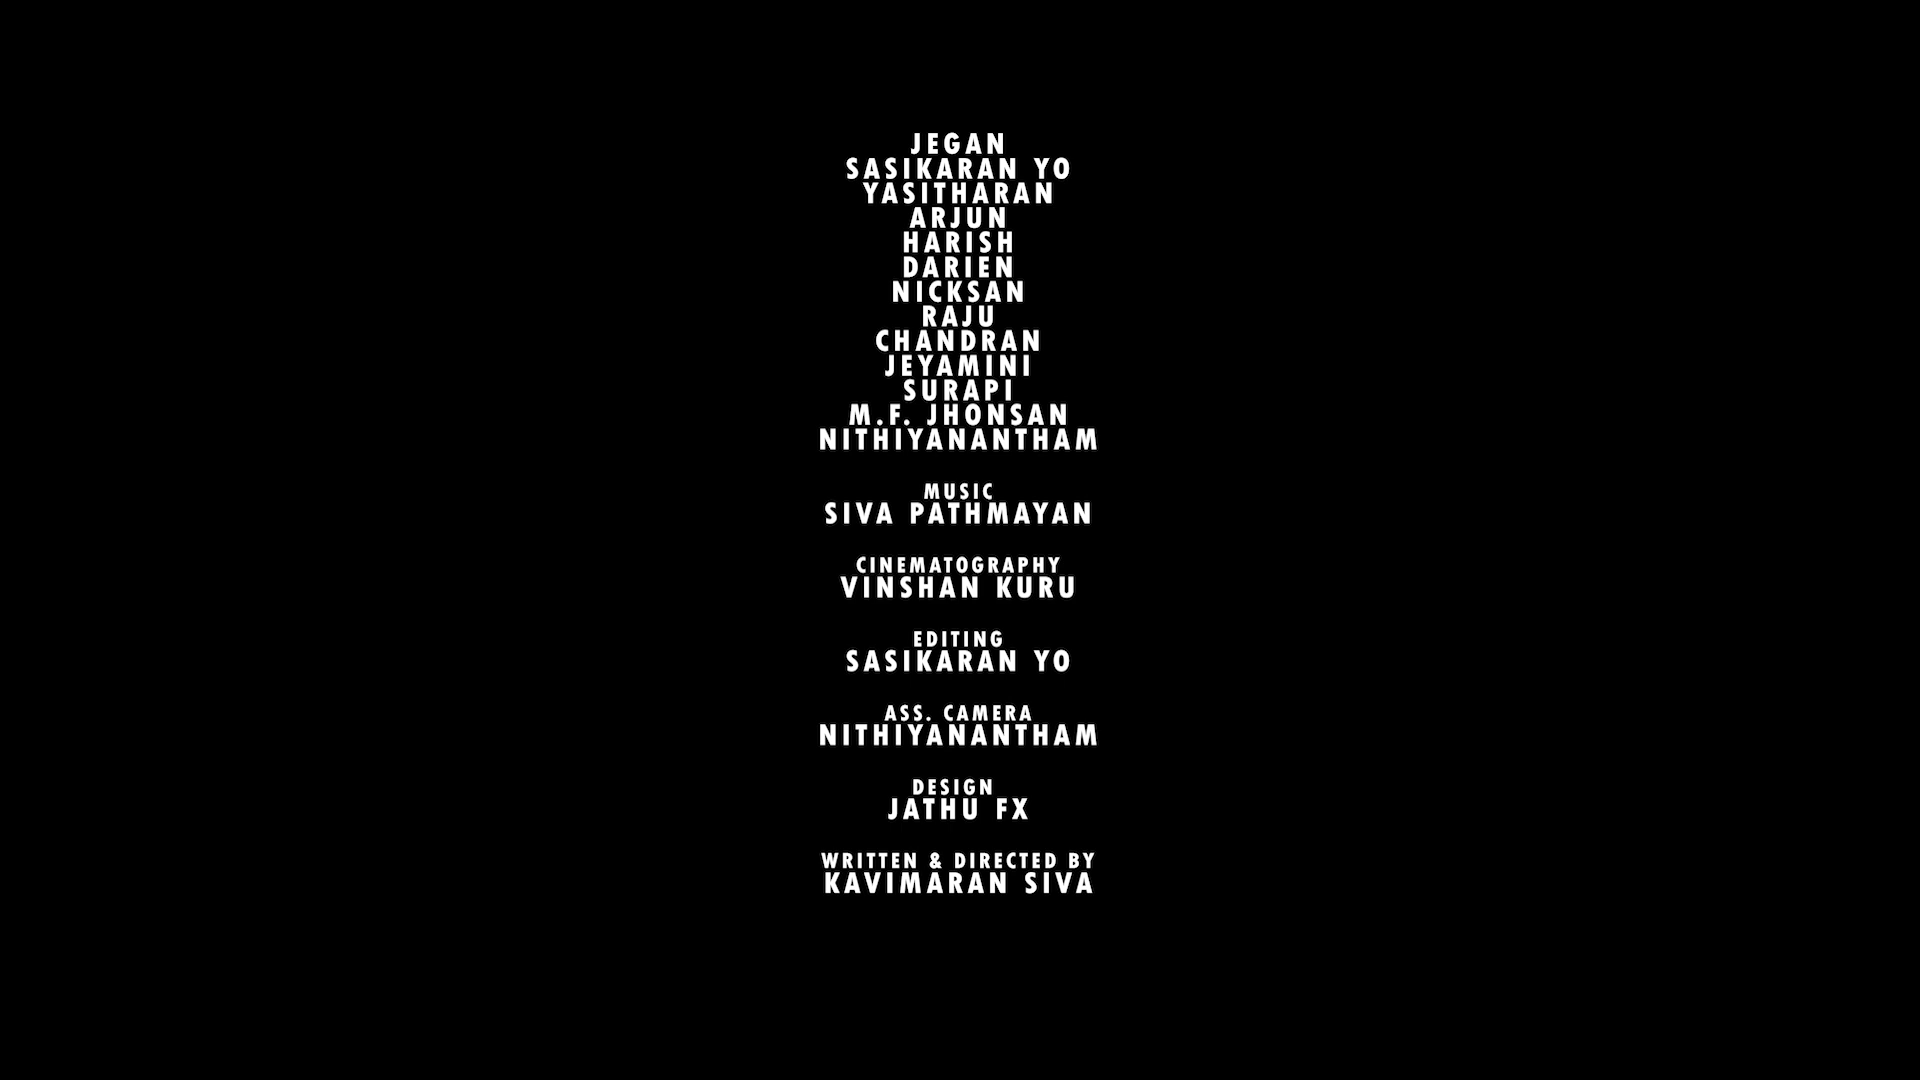 JEGAN
SASIKARAN YO
YASITHARAN
ARJUN
HARISH
DARIEN
NICKSAN
RAJU
CHANDRAN
JEYAMINI
SURAPI
M.F. JHONSAN
NITHIYANANTHAM
MUSIC
SIVA PATHMAYAN
CINEMATOGRAPHY
VINSHAN KURU
EDITING
SASIKARAN YO
ASS. CAMERA
NITHIYANANTHAM
DESIGN
JATHU FX
WRITTEN & DIRECTED BY
KAVIMARAN SIVA